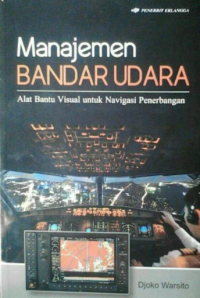 PENERBIT ERLANGGA
Manajemen
BANDAR UDARA
Alat Bantu Visual untuk Navigasi Penerbangan
Djoko Warsito